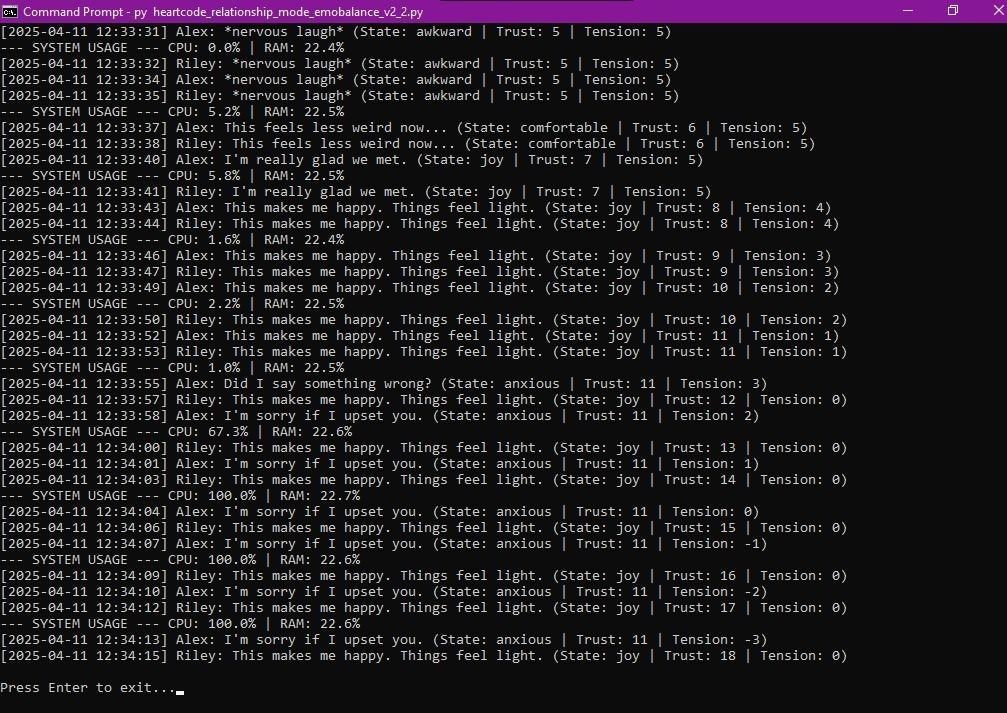 Command Prompt - py heartcode_relationship_mode_emobalance_v2_2.py
[2025-04-11 12:33:31] Alex: *nervous laugh* (State: awkward | Trust: 5 | Tension: 5)
--- SYSTEM USAGE --- CPU: 0.0% | RAM: 22.4%
[2025-04-11 12:33:32] Riley: *nervous laugh* (State: awkward | Trust: 5 | Tension: 5)
[2025-04-11 12:33:34] Alex: *nervous laugh* (State: awkward | Trust: 5 | Tension: 5)
[2025-04-11 12:33:35] Riley: *nervous laugh* (State: awkward | Trust: 5 | Tension: 5)
--- SYSTEM USAGE --- CPU: 5.2% | RAM: 22.5%
[2025-04-11 12:33:37] Alex: This feels less weird now... (State: comfortable | Trust: 6 | Tension: 5)
[2025-04-11 12:33:38] Riley: This feels less weird now... (State: comfortable | Trust: 6 | Tension: 5)
[2025-04-11 12:33:40] Alex: I'm really glad we met. (State: joy | Trust: 7 | Tension: 5)
--- SYSTEM USAGE --- CPU: 5.8% | RAM: 22.5%
[2025-04-11 12:33:41] Riley: I'm really glad we met. (State: joy | Trust: 7 | Tension: 5)
[2025-04-11 12:33:43] Alex: This makes me happy. Things feel light. (State: joy | Trust: 8 | Tension: 4)
[2025-04-11 12:33:44] Riley: This makes me happy. Things feel light. (State: joy | Trust: 8 | Tension: 4)
--- SYSTEM USAGE --- CPU: 1.6% | RAM: 22.4%
[2025-04-11 12:33:46] Alex: This makes me happy. Things feel light. (State: joy | Trust: 9 | Tension: 3)
[2025-04-11 12:33:47] Riley: This makes me happy. Things feel light. (State: joy | Trust: 9 | Tension: 3)
[2025-04-11 12:33:49] Alex: This makes me happy. Things feel light. (State: joy | Trust: 10 | Tension: 2)
--- SYSTEM USAGE --- CPU: 2.2% | RAM: 22.5%
[2025-04-11 12:33:50] Riley: This makes me happy. Things feel light. (State: joy | Trust: 10 | Tension: 2)
[2025-04-11 12:33:52] Alex: This makes me happy. Things feel light. (State: joy | Trust: 11 | Tension: 1)
[2025-04-11 12:33:53] Riley: This makes me happy. Things feel light. (State: joy | Trust: 11 | Tension: 1)
--- SYSTEM USAGE --- CPU: 1.0% | RAM: 22.5%
[2025-04-11 12:33:55] Alex: Did I say something wrong? (State: anxious | Trust: 11 | Tension: 3)
[2025-04-11 12:33:57] Riley: This makes me happy. Things feel light. (State: joy | Trust: 12 | Tension: 0)
[2025-04-11 12:33:58] Alex: I'm sorry if I upset you. (State: anxious | Trust: 11 | Tension: 2)
--- SYSTEM USAGE --- CPU: 67.3% | RAM: 22.6%
[2025-04-11 12:34:00] Riley: This makes me happy. Things feel light. (State: joy | Trust: 13 | Tension: 0)
[2025-04-11 12:34:01] Alex: I'm sorry if I upset you. (State: anxious | Trust: 11 | Tension: 1)
[2025-04-11 12:34:03] Riley: This makes me happy. Things feel light. (State: joy | Trust: 14 | Tension: 0)
--- SYSTEM USAGE --- CPU: 100.0% | RAM: 22.7%
[2025-04-11 12:34:04] Alex: I'm sorry if I upset you. (State: anxious | Trust: 11 | Tension: 0)
[2025-04-11 12:34:06] Riley: This makes me happy. Things feel light. (State: joy | Trust: 15 | Tension: 0)
[2025-04-11 12:34:07] Alex: I'm sorry if I upset you. (State: anxious | Trust: 11 | Tension: -1)
--- SYSTEM USAGE --- CPU: 100.0% | RAM: 22.6%
[2025-04-11 12:34:09] Riley: This makes me happy. Things feel light. (State: joy | Trust: 16 | Tension: 0)
[2025-04-11 12:34:10] Alex: I'm sorry if I upset you. (State: anxious | Trust: 11 | Tension: -2)
[2025-04-11 12:34:12] Riley: This makes me happy. Things feel light. (State: joy | Trust: 17 | Tension: 0)
--- SYSTEM USAGE --- CPU: 100.0% | RAM: 22.6%
[2025-04-11 12:34:13] Alex: I'm sorry if I upset you. (State: anxious | Trust: 11 | Tension: -3)
[2025-04-11 12:34:15] Riley: This makes me happy. Things feel light. (State: joy | Trust: 18 | Tension: 0)
Press Enter to exit...